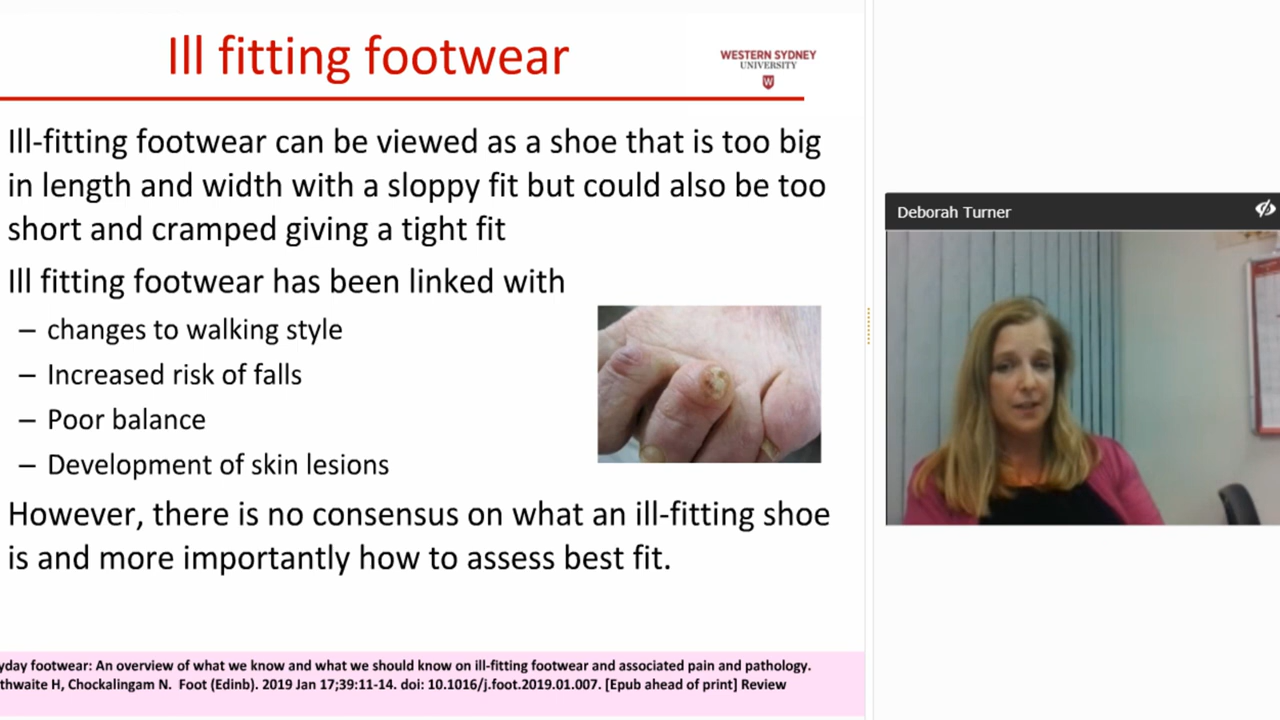 Ill fitting footwear
WESTERN SYDNEY
UNIVERSITY
W
Ill-fitting footwear can be viewed as a shoe that is too big
in length and width with a sloppy fit but could also be too
short and cramped giving a tight fit
Ill fitting footwear has been linked with
– changes to walking style
– Increased risk of falls
– Poor balance
– Development of skin lesions
However, there is no consensus on what an ill-fitting shoe
is and more importantly how to assess best fit.
yday footwear: An overview of what we know and what we should know on ill-fitting footwear and associated pain and pathology.
thwaite H, Chockalingam N. Foot (Edinb). 2019 Jan 17;39:11-14. doi: 10.1016/j.foot.2019.01.007. [Epub ahead of print] Review
Deborah Turner